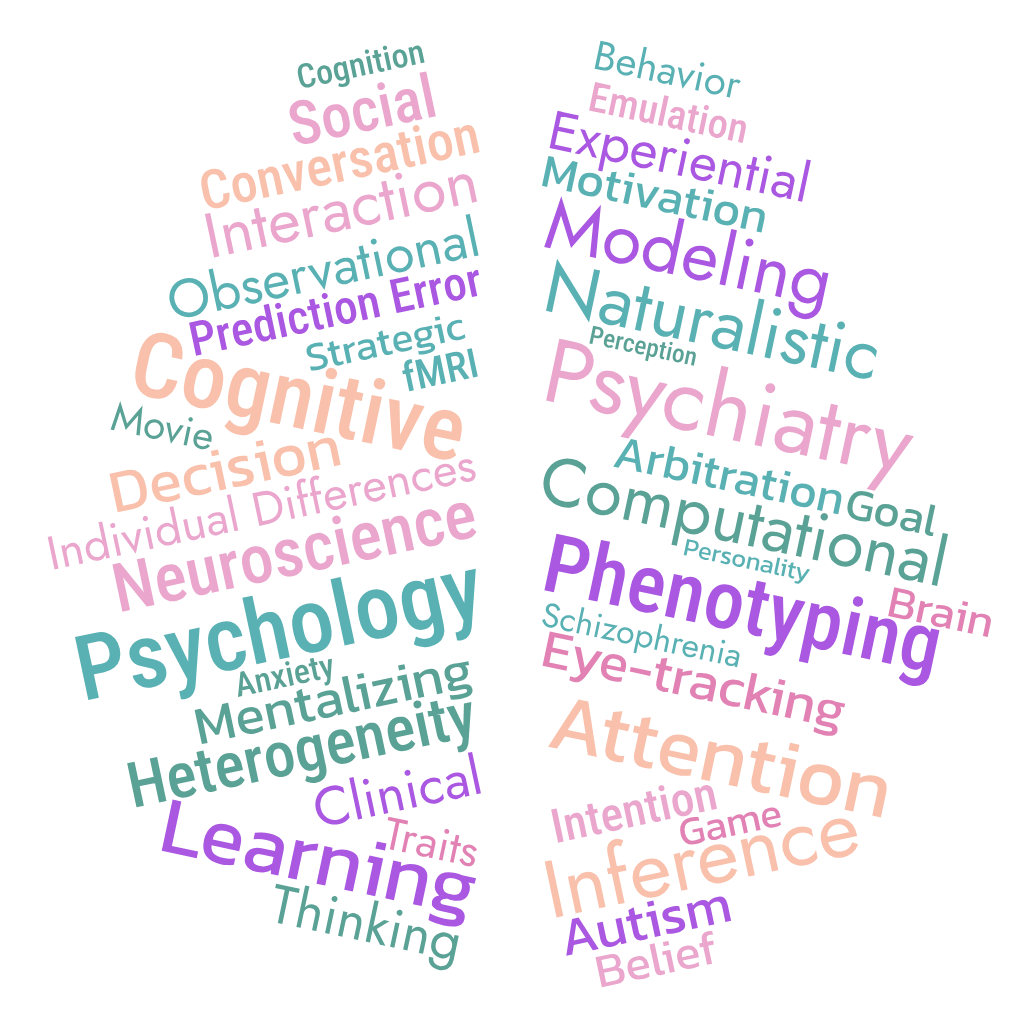 Cognition
Social
Conversation
Interaction
Observational
Prediction Error
Strategic
fMRI
Cognitive
Movie
Decision
Individual Differences
Neuroscience
Psychology
Anxiety
Mentalizing
Heterogeneity
Clinical
Learning
Traits
Thinking
Behavior
Emulation
Experiential
Motivation
Modeling
Naturalistic
Perception
Psychiatry
Arbitration
Goal
Computational
Personality
Phenotyping
Brain
Schizophrenia
Eye-tracking
Attention
Intention
Game
Inference
Autism
Belief